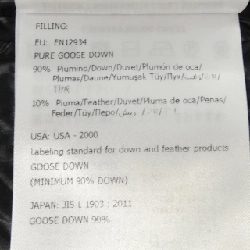 FILLING:
EU: EN12934
PURE GOOSE DOWN
90% Piumino/Down/Duvet/Plumón de oca/
Plumas/Daune/Yumuşak Tüy/Пух/
10% Piuma/Feather/Duvet/Pluma de oca/Penas/
Feder/Tüy/Перо/
USA: USA - 2000
Labeling standard for down and feather products
GOOSE DOWN
(MINIMUM 90% DOWN)
JAPAN: JIS L 1903 : 2011
GOOSE DOWN 90%